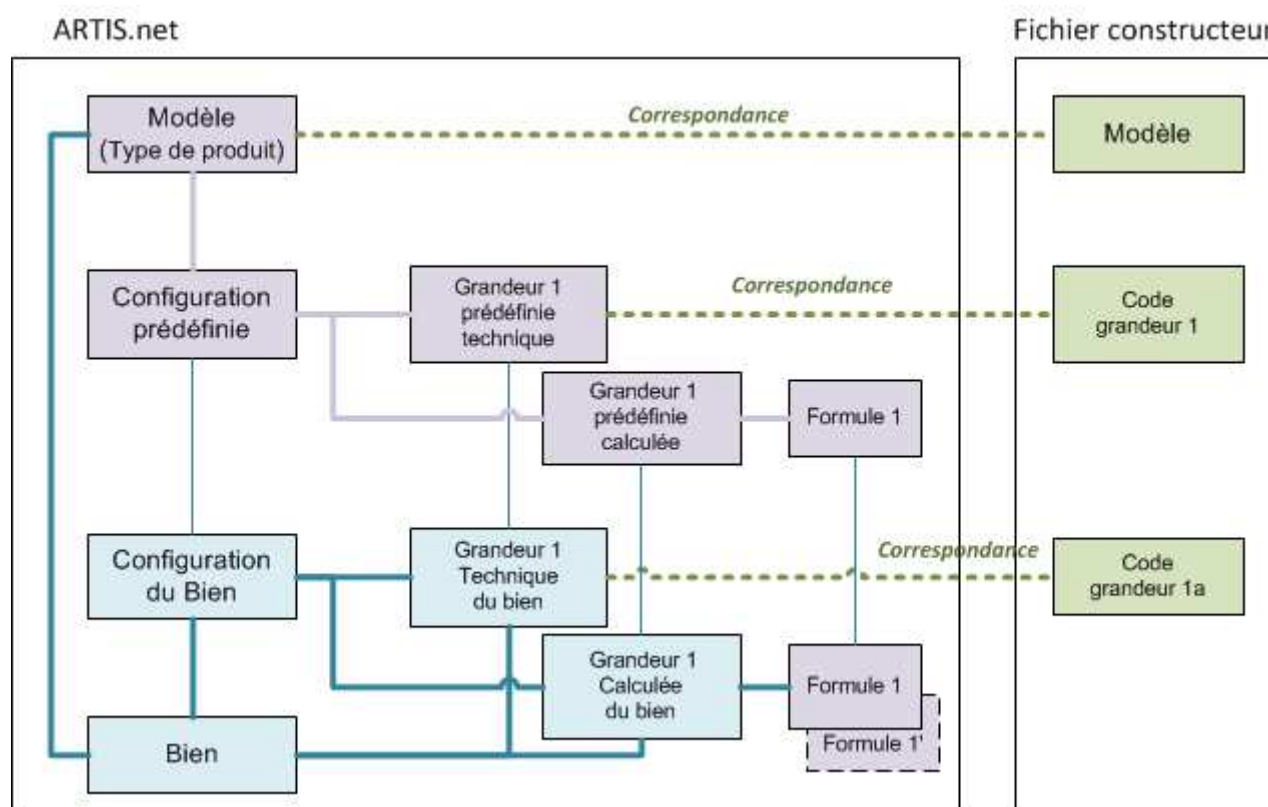 ARTIS.net
Fichier constructeur
Modèle
(Type de produit)
Correspondance
Modèle
Configuration
prédéfinie
Grandeur 1
prédéfinie
technique
Correspondance
Code
grandeur 1
Grandeur 1
prédéfinie
calculée
Formule 1
Configuration
du Bien
Grandeur 1
Technique
du bien
Correspondance
Code
grandeur 1a
Grandeur 1
Calculée
du bien
Formule 1
Formule 1'
Bien